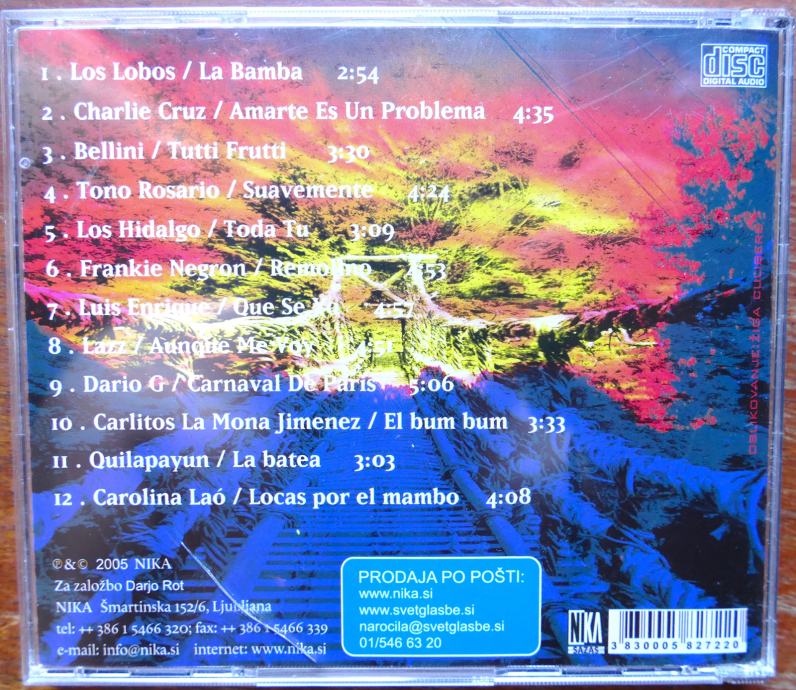 COMPACT
disc
DIGITAL AUDIO
1 . Los Lobos / La Bamba 2:54
2 . Charlie Cruz / Amarte Es Un Problema 4:35
3 . Bellini / Tutti Frutti 3:30
4 . Tono Rosario / Suavemente 4:24
5 . Los Hidalgo / Toda Tu 3:09
6 . Frankie Negron / Remolino :53
7 . Luis Enrique / Que Se 4:57
8 . Lazz / Aunque Me Voy :51
9 . Dario G / Carnaval De Paris 5:06
10 . Carlitos La Mona Jimenez / El bum bum 3:33
11 . Quilapayun / La batea 3:03
12 . Carolina Laó / Locas por el mambo 4:08
OBLIKOVANJE ŽIGA
℗&© 2005 NIKA
Za založbo Darjo Rot
NIKA Šmartinska 152/6, Ljubljana
tel: ++ 386 1 5466 320; fax: ++ 386 1 5466 339
e-mail: info@nika.si internet: www.nika.si
PRODAJA PO POŠTI:
www.nika.si
www.svetglasbe.si
narocila@svetglasbe.si
01/546 63 20
NIKA
SAZAS
3 830005 827220